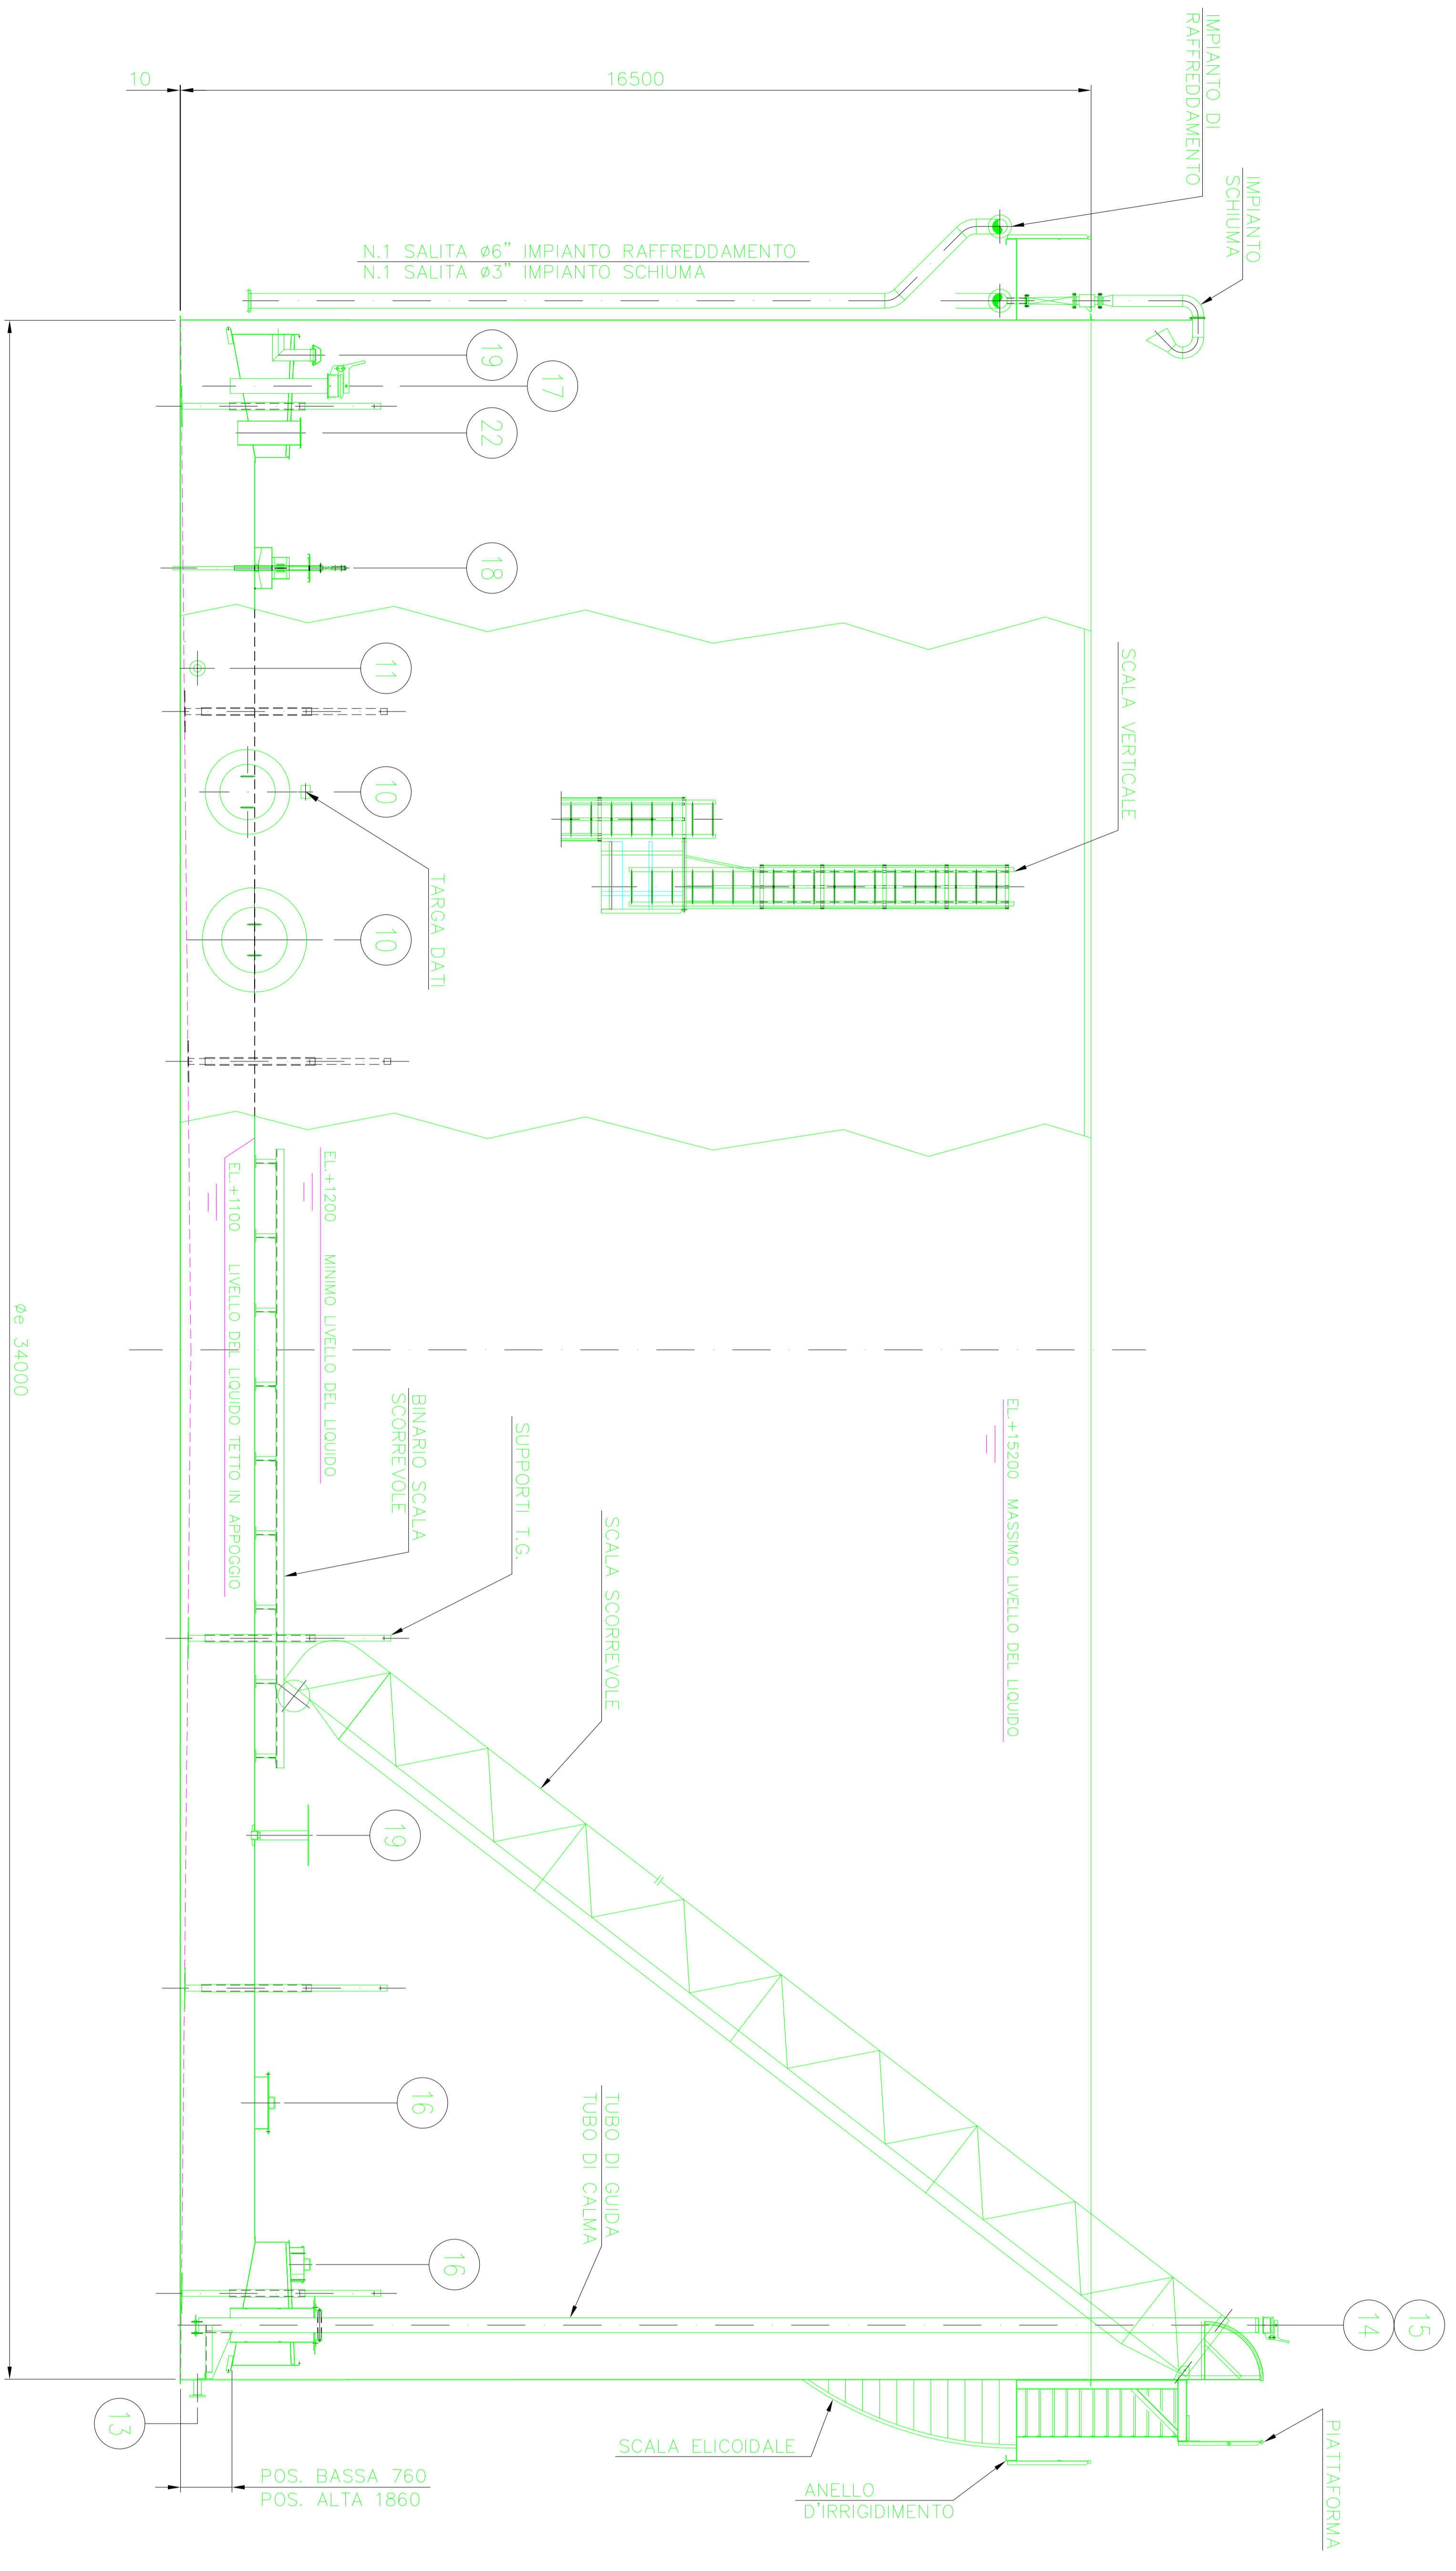 IMPIANTO DI
RAFFREDDAMENTO
IMPIANTO
SCHIUMA
10
16500
N.1 SALITA ø6" IMPIANTO RAFFREDDAMENTO
N.1 SALITA ø3" IMPIANTO SCHIUMA
19
17
22
18
11
10
10
SCALA VERTICALE
TARGA DATI
EL.+1200 MINIMO LIVELLO DEL LIQUIDO
EL.+1100 LIVELLO DEL LIQUIDO TETTO IN APPOGGIO
Øe 34000
EL.+15200 MASSIMO LIVELLO DEL LIQUIDO
BINARIO SCALA
SCORREVOLE
SUPPORTI T.G.
SCALA SCORREVOLE
19
16
16
TUBO DI GUIDA
TUBO DI CALMA
14
15
13
SCALA ELICOIDALE
POS. BASSA 760
POS. ALTA 1860
ANELLO
D'IRRIGIDIMENTO
PIATTAFORMA